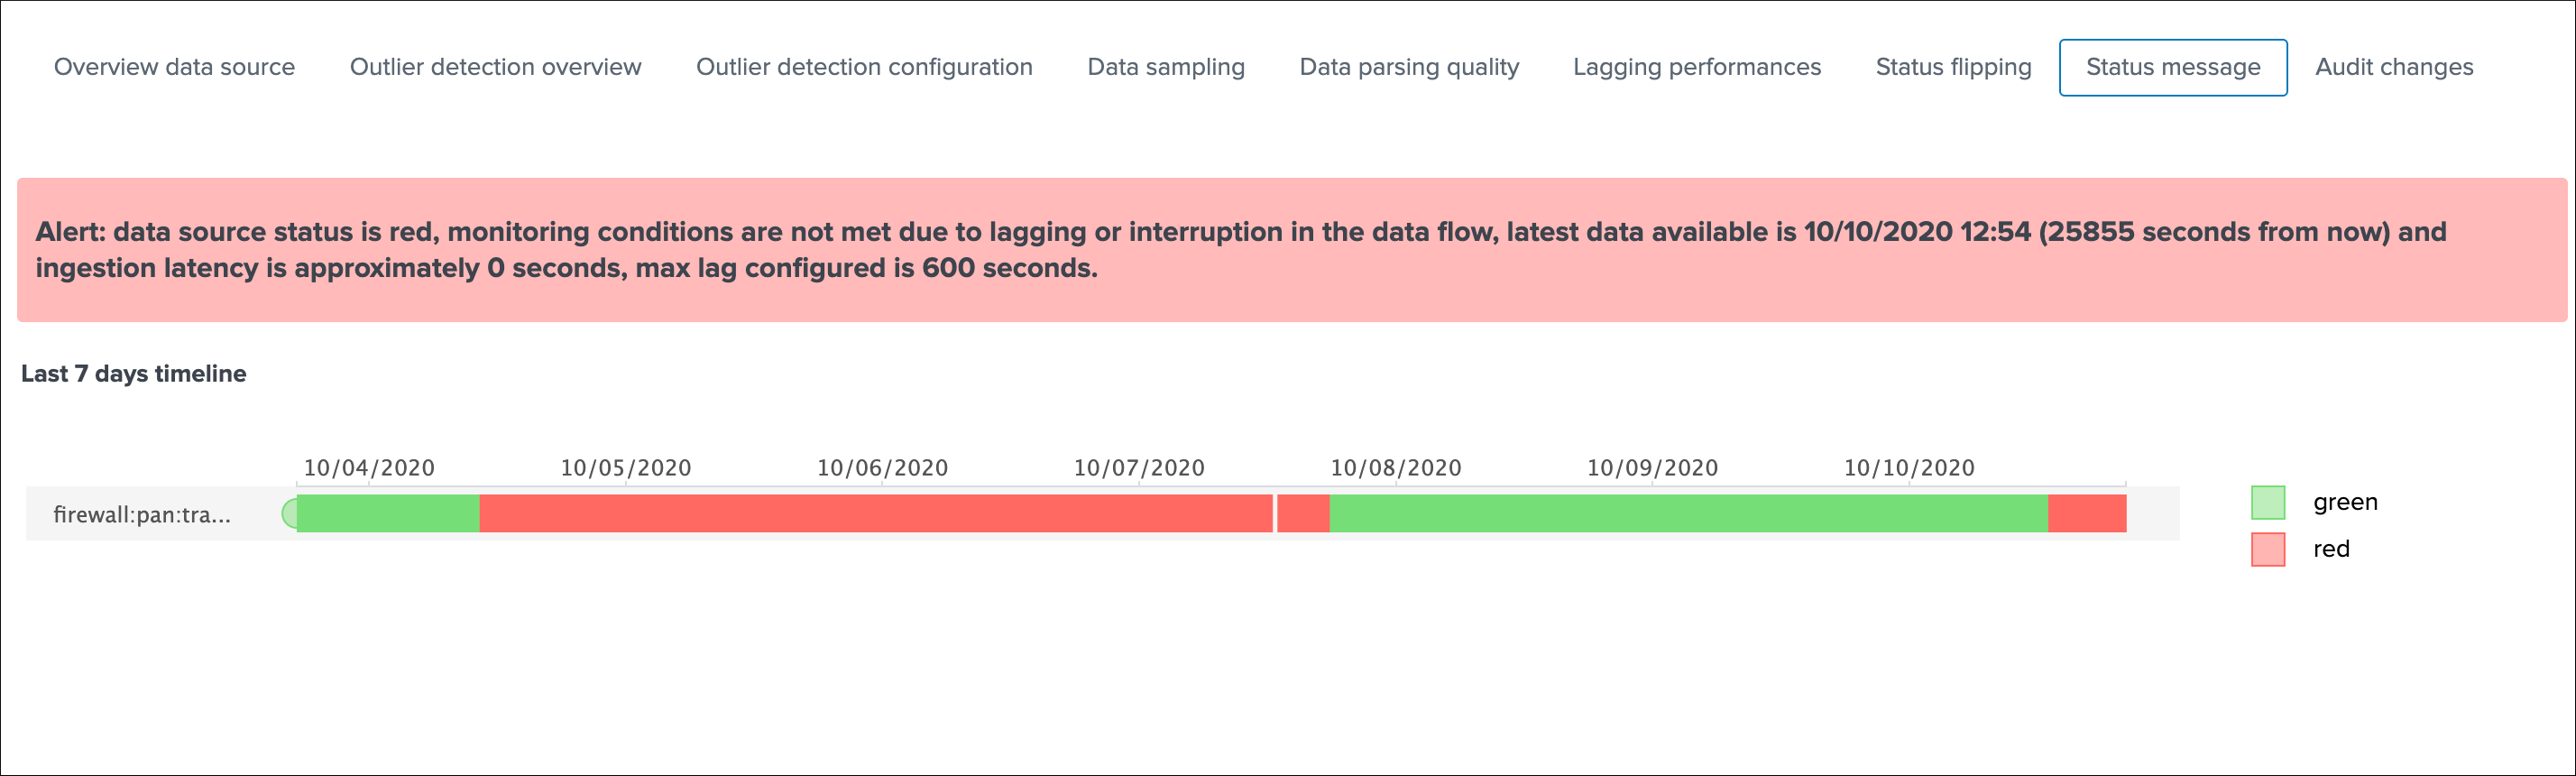 Overview data source Outlier detection overview Outlier detection configuration Data sampling Data parsing quality Lagging performances Status flipping Status message Audit changes
Alert: data source status is red, monitoring conditions are not met due to lagging or interruption in the data flow, latest data available is 10/10/2020 12:54 (25855 seconds from now) and
ingestion latency is approximately 0 seconds, max lag configured is 600 seconds.
Last 7 days timeline
10/04/2020 10/05/2020 10/06/2020 10/07/2020 10/08/2020 10/09/2020 10/10/2020
firewall:pan:tra...
green
red